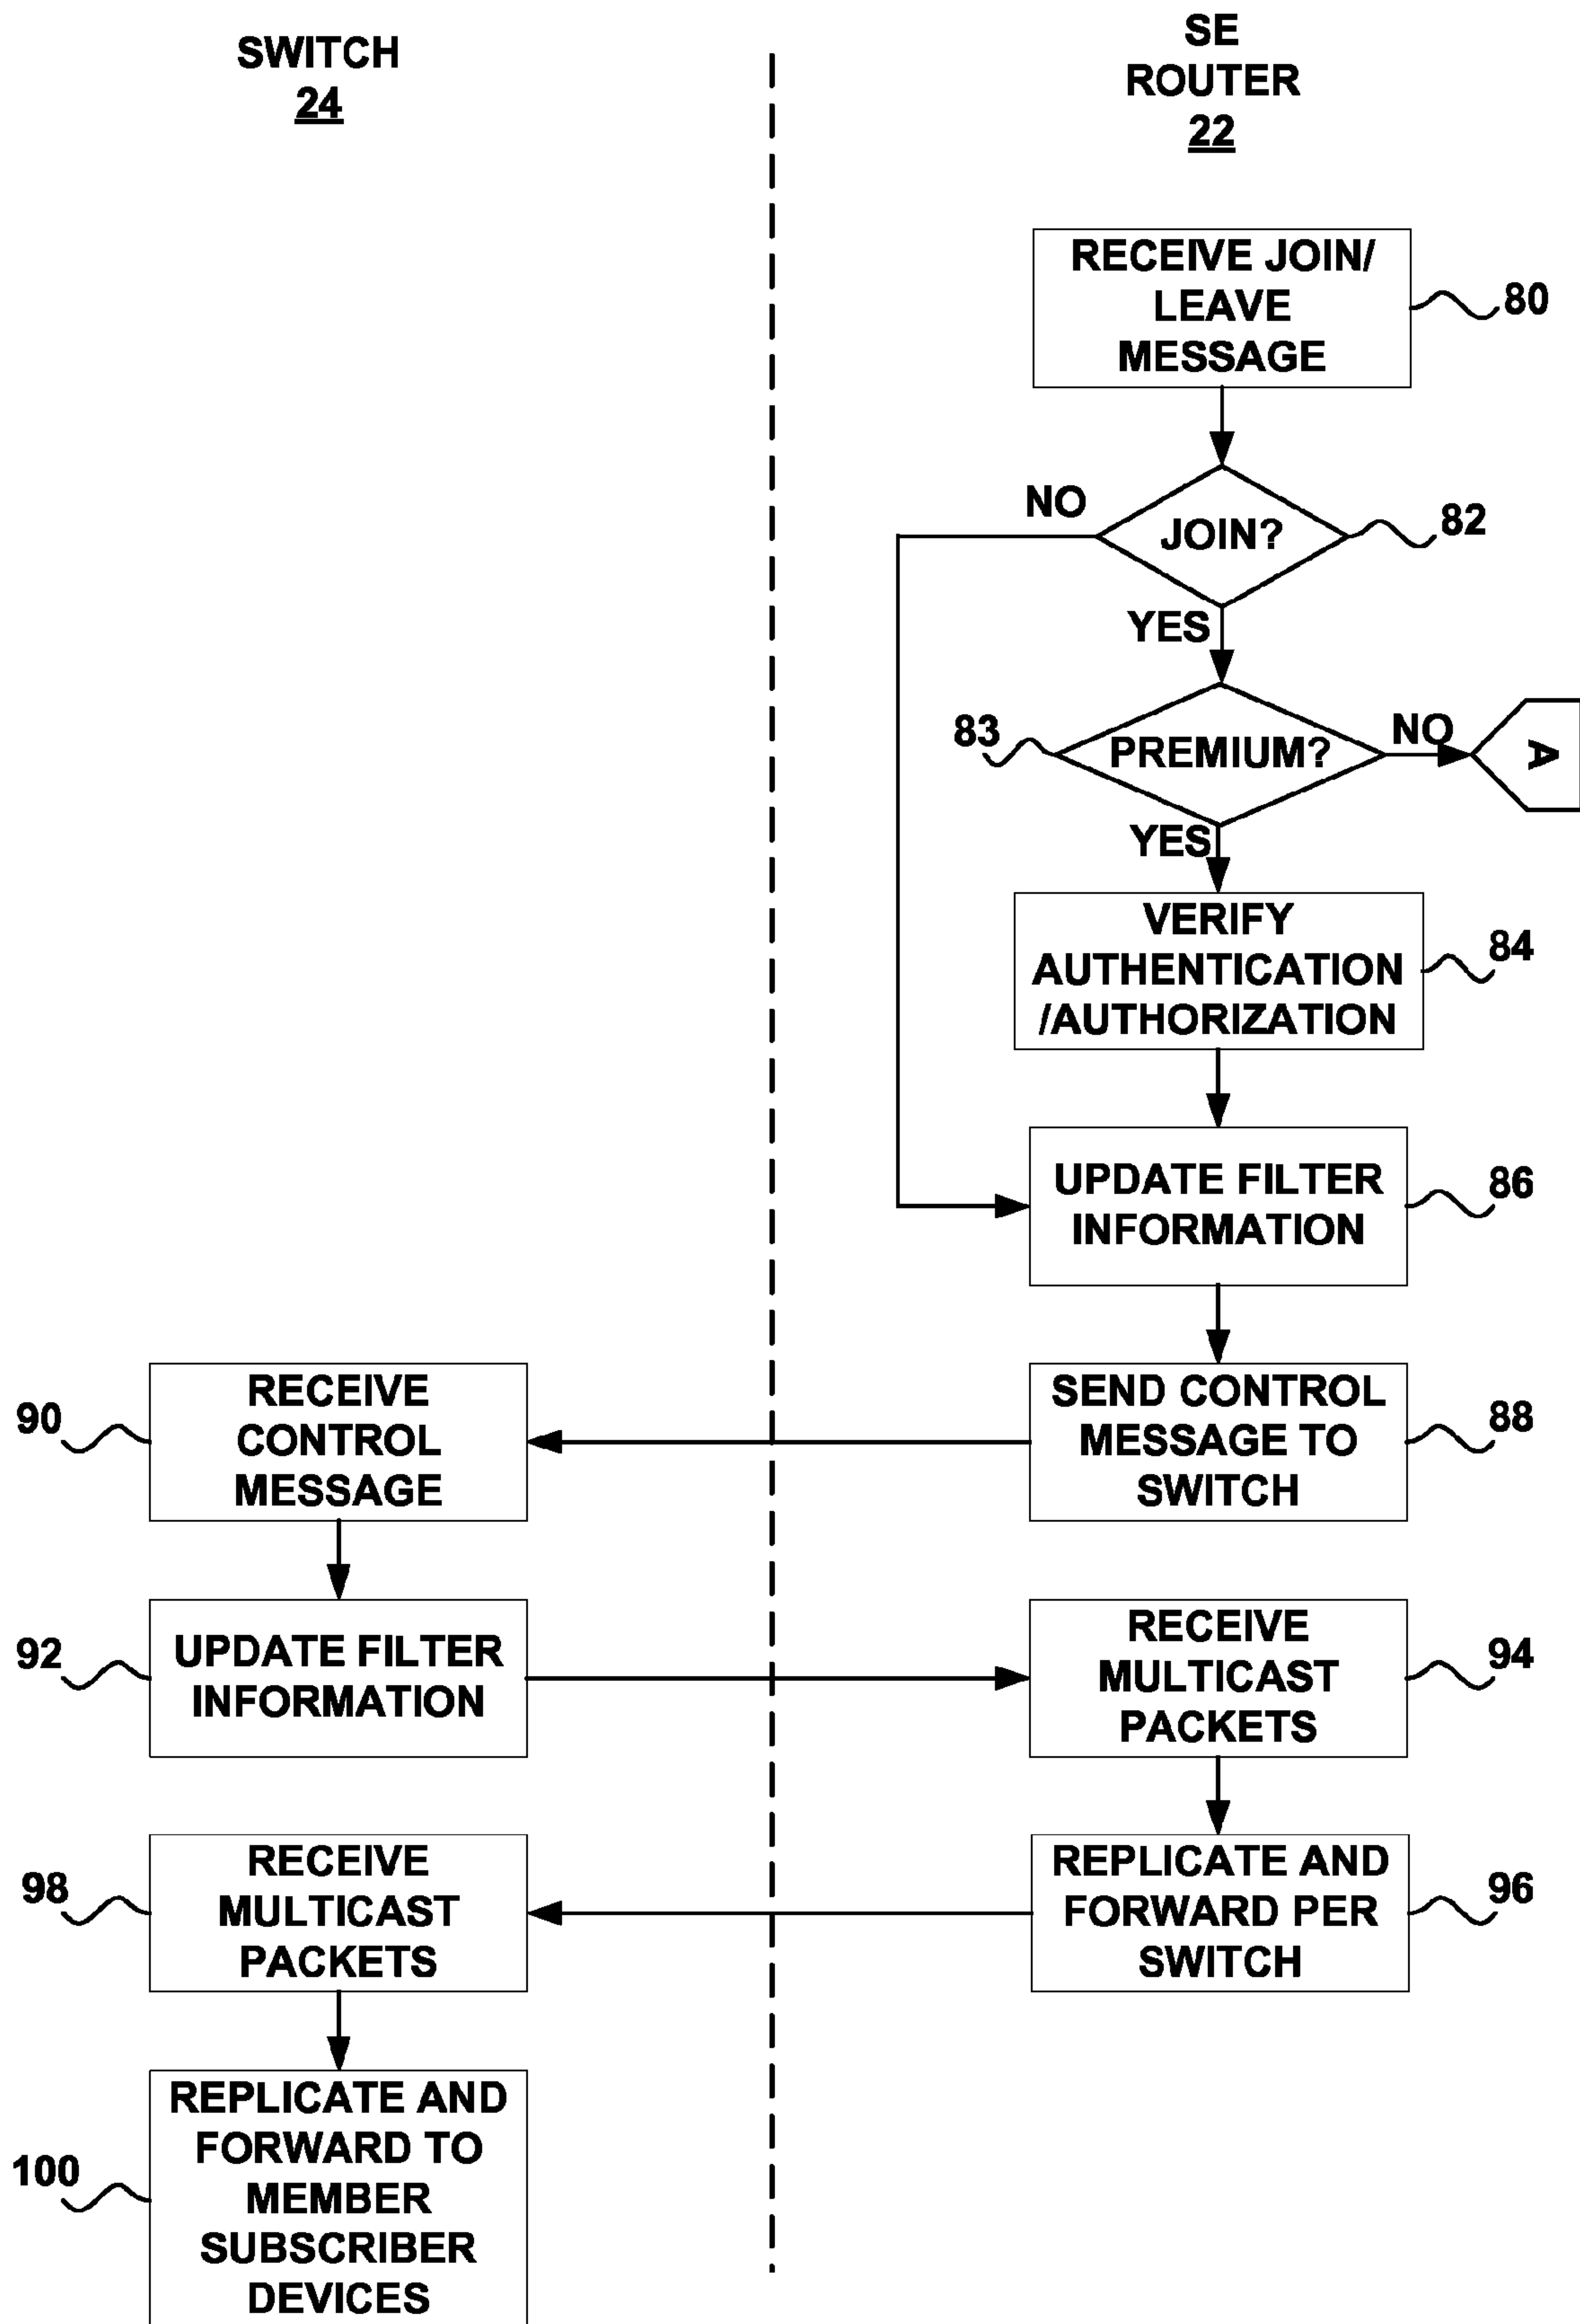 SWITCH
24
SE
ROUTER
22
RECEIVE JOIN/
LEAVE
MESSAGE
80
JOIN?
82
NO
YES
PREMIUM?
83
NO
A
YES
VERIFY
AUTHENTICATION
/AUTHORIZATION
84
UPDATE FILTER
INFORMATION
86
SEND CONTROL
MESSAGE TO
SWITCH
88
RECEIVE
CONTROL
MESSAGE
90
UPDATE FILTER
INFORMATION
92
RECEIVE
MULTICAST
PACKETS
94
REPLICATE AND
FORWARD PER
SWITCH
96
RECEIVE
MULTICAST
PACKETS
98
REPLICATE AND
FORWARD TO
MEMBER
SUBSCRIBER
DEVICES
100